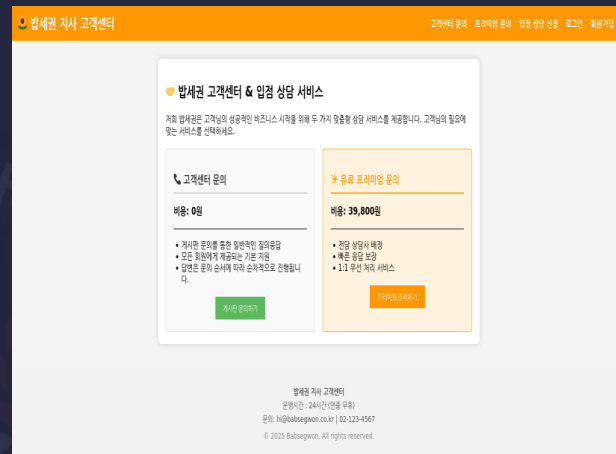 밥세권 지사 고객센터
고객센터 문의 프리미엄 문의 입점 상담 신청 로그인 회원가입
밥세권 고객센터 & 입점 상담 서비스
저희 밥세권은 고객님의 성공적인 비즈니스 시작을 위해 두 가지 맞춤형 상담 서비스를 제공합니다. 고객님의 필요에
맞는 서비스를 선택하세요.
📞 고객센터 문의
비용: 0원
• 게시판 문의를 통한 일반적인 질의응답
• 모든 회원에게 제공되는 기본 지원
• 답변은 문의 순서에 따라 순차적으로 진행됩니
다.
게시판 문의하기
✨ 유료 프리미엄 문의
비용: 39,800원
• 전담 상담사 배정
• 빠른 응답 보장
• 1:1 우선 처리 서비스
프리미엄 문의하기
밥세권 지사 고객센터
운영시간 : 24시간 (연중 무휴)
문의: hi@babsegwon.co.kr | 02-123-4567
© 2025 Babsegwon. All rights reserved.